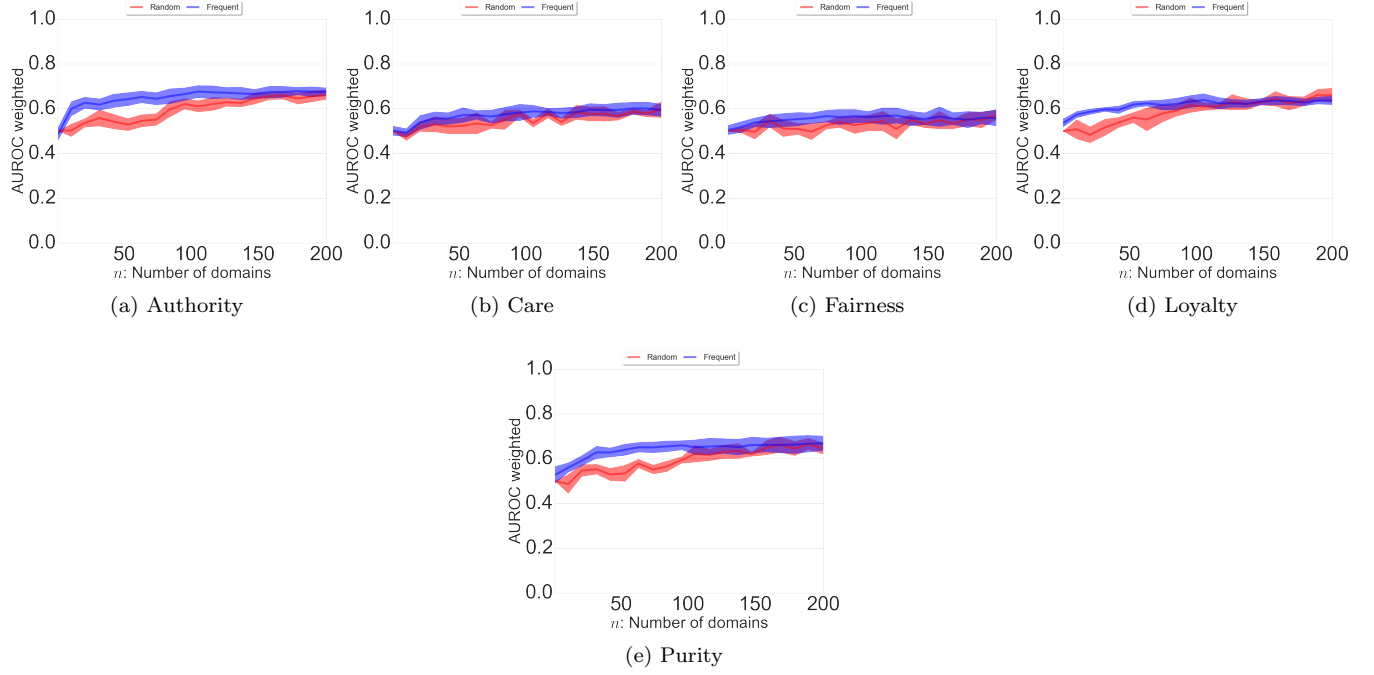 Random Frequent
1.0
0.8
0.6
0.4
0.2
0.0
AUROC weighted
50 100 150 200
n: Number of domains
(a) Authority
Random Frequent
1.0
0.8
0.6
0.4
0.2
0.0
AUROC weighted
50 100 150 200
n: Number of domains
(b) Care
Random Frequent
1.0
0.8
0.6
0.4
0.2
0.0
AUROC weighted
50 100 150 200
n: Number of domains
(c) Fairness
Random Frequent
1.0
0.8
0.6
0.4
0.2
0.0
AUROC weighted
50 100 150 200
n: Number of domains
(d) Loyalty
Random Frequent
1.0
0.8
0.6
0.4
0.2
0.0
AUROC weighted
50 100 150 200
n: Number of domains
(e) Purity